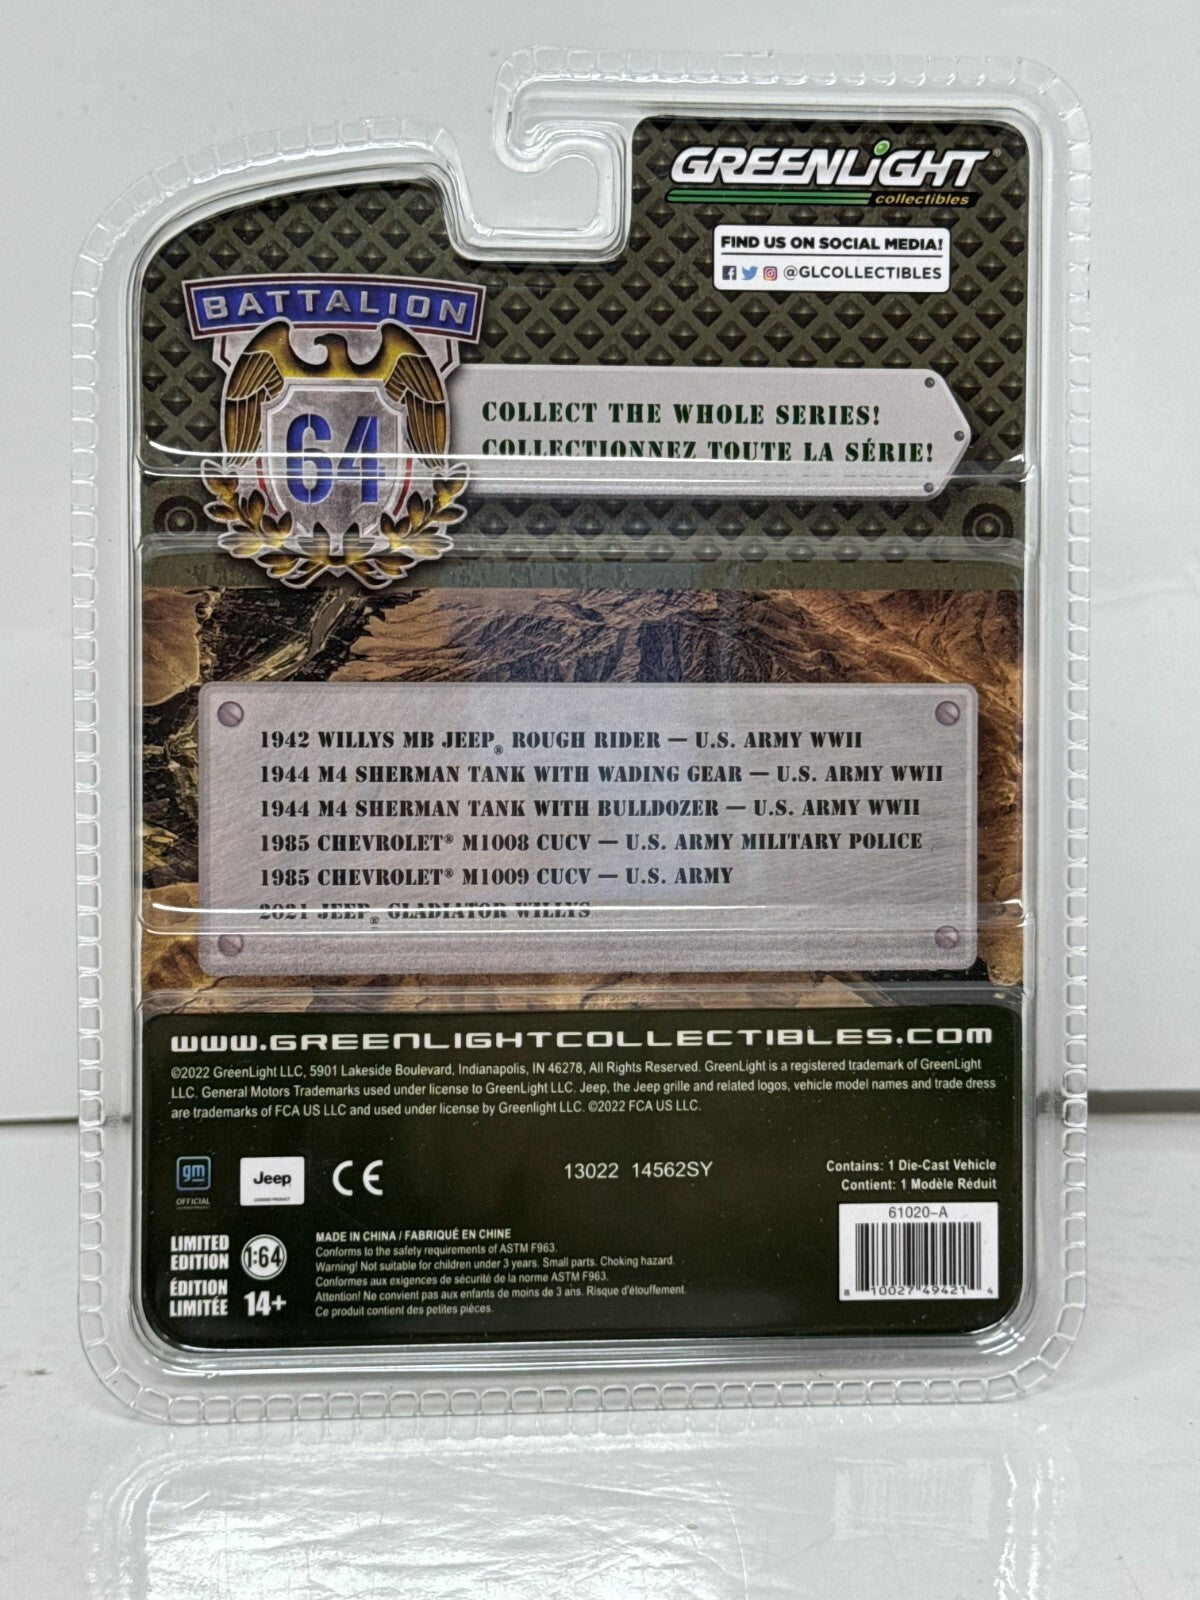 GREENLiGHT®
collectibles
FIND US ON SOCIAL MEDIA!
@GLCOLLECTIBLES
BATTALION
64
COLLECT THE WHOLE SERIES!
COLLECTIONNEZ TOUTE LA SÉRIE!
1942 WILLYS MB JEEP® ROUGH RIDER — U.S. ARMY WWII
1944 M4 SHERMAN TANK WITH WADING GEAR — U.S. ARMY WWII
1944 M4 SHERMAN TANK WITH BULLDOZER — U.S. ARMY WWII
1985 CHEVROLET® M1008 CUCV — U.S. ARMY MILITARY POLICE
1985 CHEVROLET® M1009 CUCV — U.S. ARMY
2021 JEEP® GLADIATOR WILLYS
WWW.GREENLIGHTCOLLECTIBLES.COM
©2022 GreenLight LLC, 5901 Lakeside Boulevard, Indianapolis, IN 46278, All Rights Reserved. GreenLight is a registered trademark of GreenLight
LLC. General Motors Trademarks used under license to GreenLight LLC. Jeep, the Jeep grille and related logos, vehicle model names and trade dress
are trademarks of FCA US LLC and used under license by Greenlight LLC. ©2022 FCA US LLC.
gm
OFFICIAL
LICENSED PRODUCT
Jeep
LICENSED PRODUCT
CE
13022 14562SY
Contains: 1 Die-Cast Vehicle
Contient: 1 Modèle Réduit
61020-A
8 10027 49421 4
LIMITED
EDITION
1:64
ÉDITION
LIMITÉE
14+
MADE IN CHINA / FABRIQUÉ EN CHINE
Conforms to the safety requirements of ASTM F963.
Warning! Not suitable for children under 3 years. Small parts. Choking hazard.
Conformes aux exigences de sécurité de la norme ASTM F963.
Attention! Ne convient pas aux enfants de moins de 3 ans. Risque d'étouffement.
Ce produit contient des petites pièces.